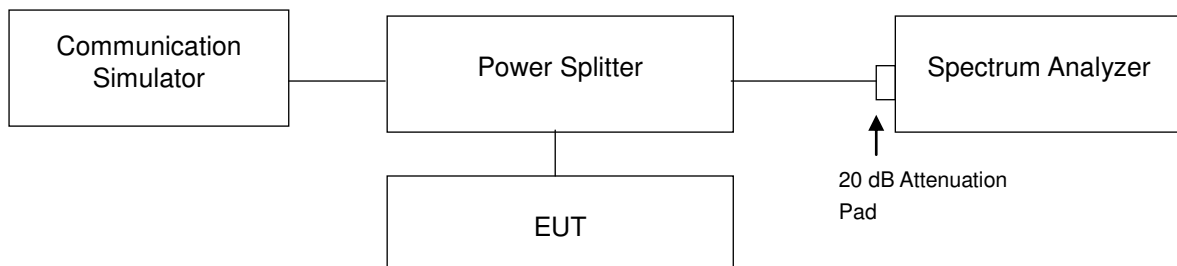 Communication
Simulator
Power Splitter
Spectrum Analyzer
20 dB Attenuation
Pad
EUT